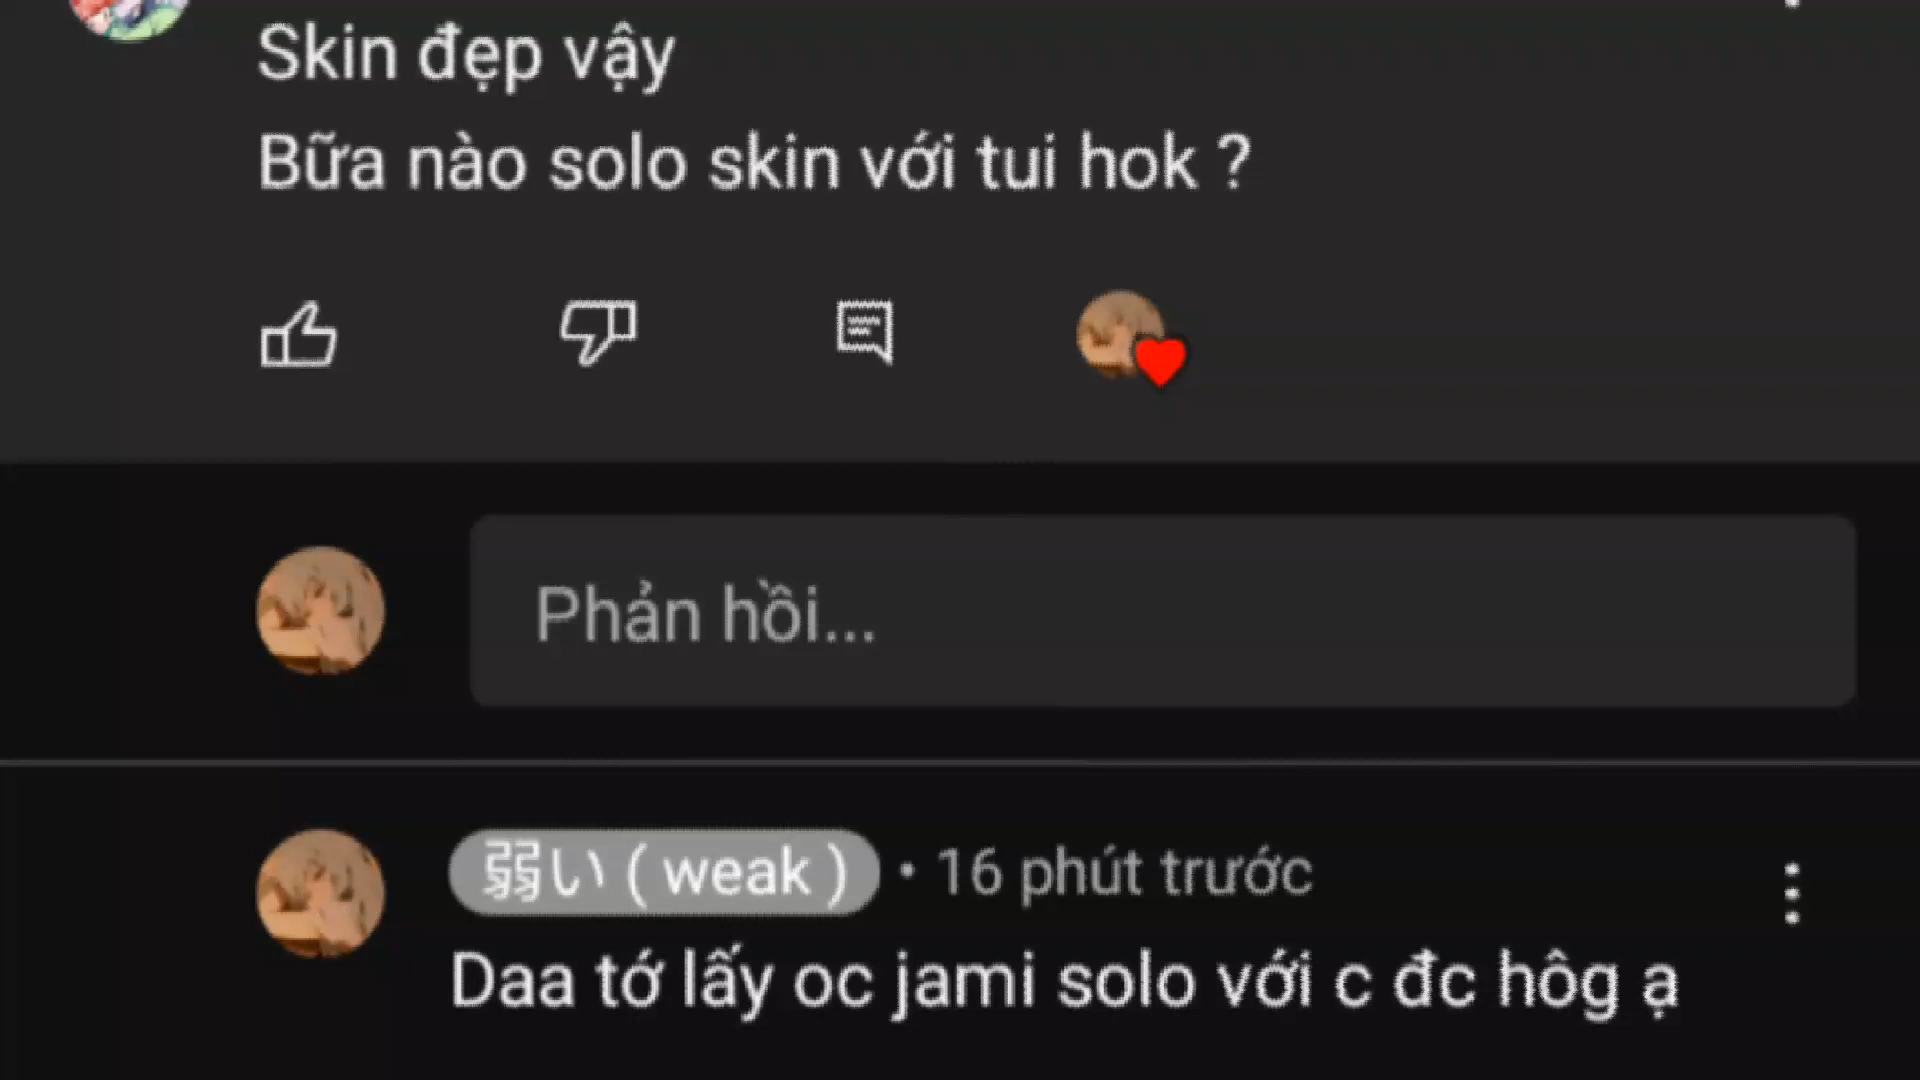 Skin đẹp vậy
Bữa nào solo skin với tui hok ?
Phản hồi...
弱い ( weak ) • 16 phút trước
Daa tớ lấy oc jami solo với c đc hôg ạ